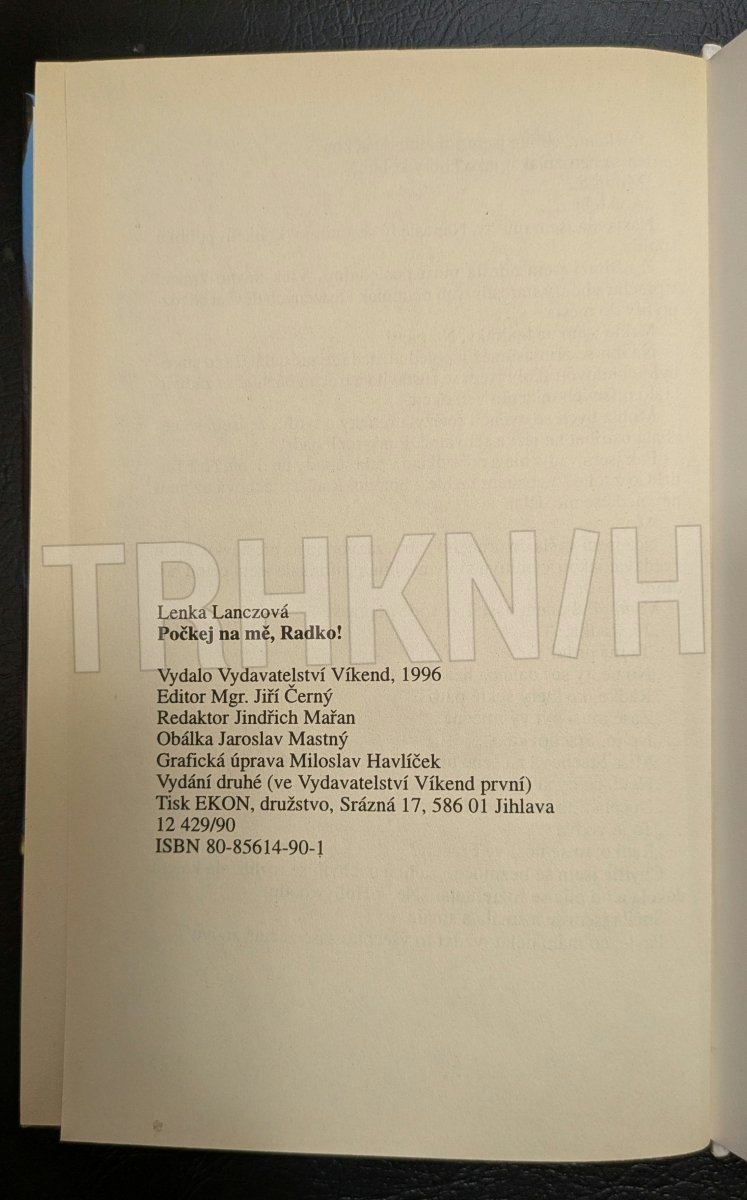 TRHKNIH
Lenka Lanczová
Počkej na mě, Radko!
Vydalo Vydavatelství Víkend, 1996
Editor Mgr. Jiří Černý
Redaktor Jindřich Mařan
Obálka Jaroslav Mastný
Grafická úprava Miloslav Havlíček
Vydání druhé (ve Vydavatelství Víkend první)
Tisk EKON, družstvo, Srázná 17, 586 01 Jihlava
12 429/90
ISBN 80-85614-90-1